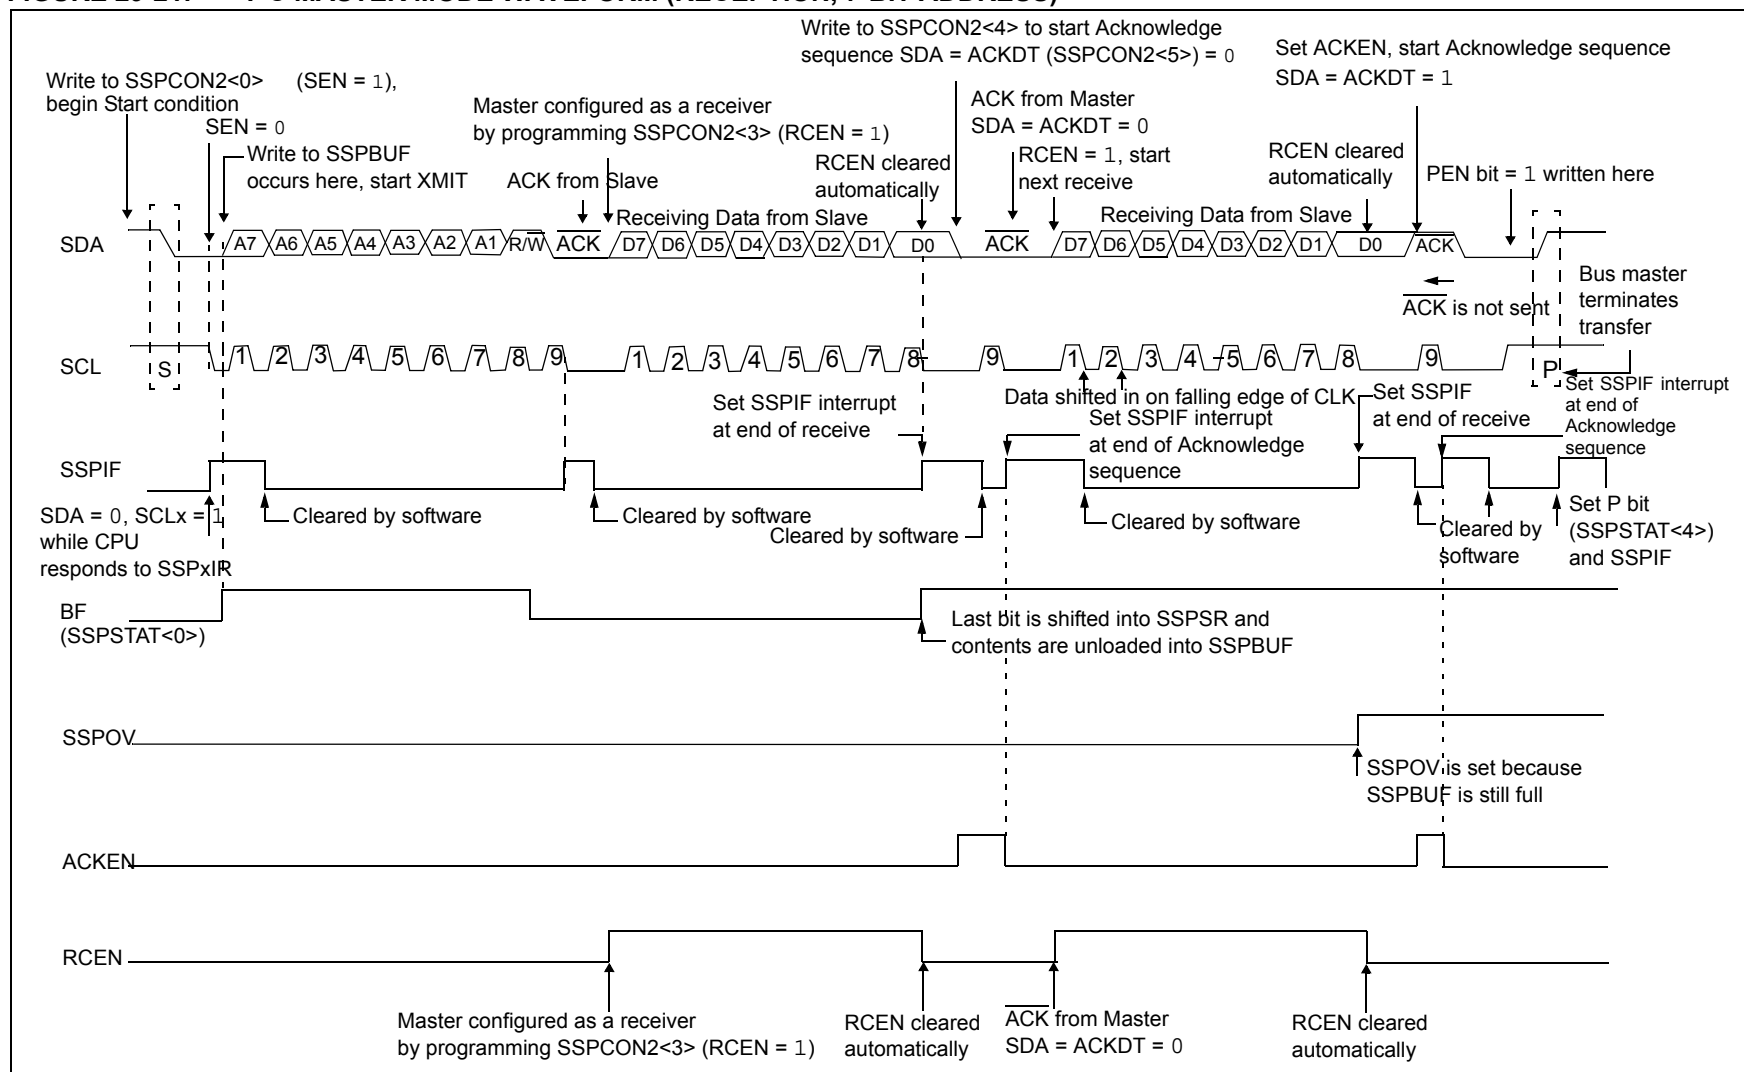 Write to SSPCON2<4> to start Acknowledge
sequence SDA = ACKDT (SSPCON2<5>) = 0
Set ACKEN, start Acknowledge sequence
SDA = ACKDT = 1
Write to SSPCON2<0> (SEN = 1),
begin Start condition
Master configured as a receiver
by programming SSPCON2<3> (RCEN = 1)
ACK from Master
SDA = ACKDT = 0
SEN = 0
Write to SSPBUF
occurs here, start XMIT
RCEN cleared
automatically
RCEN = 1, start
next receive
RCEN cleared
automatically
PEN bit = 1 written here
ACK from Slave
Receiving Data from Slave
Receiving Data from Slave
SDA A7 A6 A5 A4 A3 A2 A1 R/W ACK D7 D6 D5 D4 D3 D2 D1 D0 ACK D7 D6 D5 D4 D3 D2 D1 D0 ACK
ACK is not sent
Bus master
terminates
transfer
SCL S 1 2 3 4 5 6 7 8 9 1 2 3 4 5 6 7 8 9 1 2 3 4 5 6 7 8 9 P
Set SSPIF interrupt
at end of receive
Data shifted in on falling edge of CLK
Set SSPIF interrupt
at end of Acknowledge
sequence
Set SSPIF
at end of receive
Set SSPIF interrupt
at end of
Acknowledge
sequence
SSPIF
SDA = 0, SCLx = 1
while CPU
responds to SSPxIR
Cleared by software
Cleared by software
Cleared by software
Cleared by software
Cleared by
software
Set P bit
(SSPSTAT<4>)
and SSPIF
BF
(SSPSTAT<0>)
Last bit is shifted into SSPSR and
contents are unloaded into SSPBUF
SSPOV
SSPOV is set because
SSPBUF is still full
ACKEN
RCEN
Master configured as a receiver
by programming SSPCON2<3> (RCEN = 1)
RCEN cleared
automatically
ACK from Master
SDA = ACKDT = 0
RCEN cleared
automatically